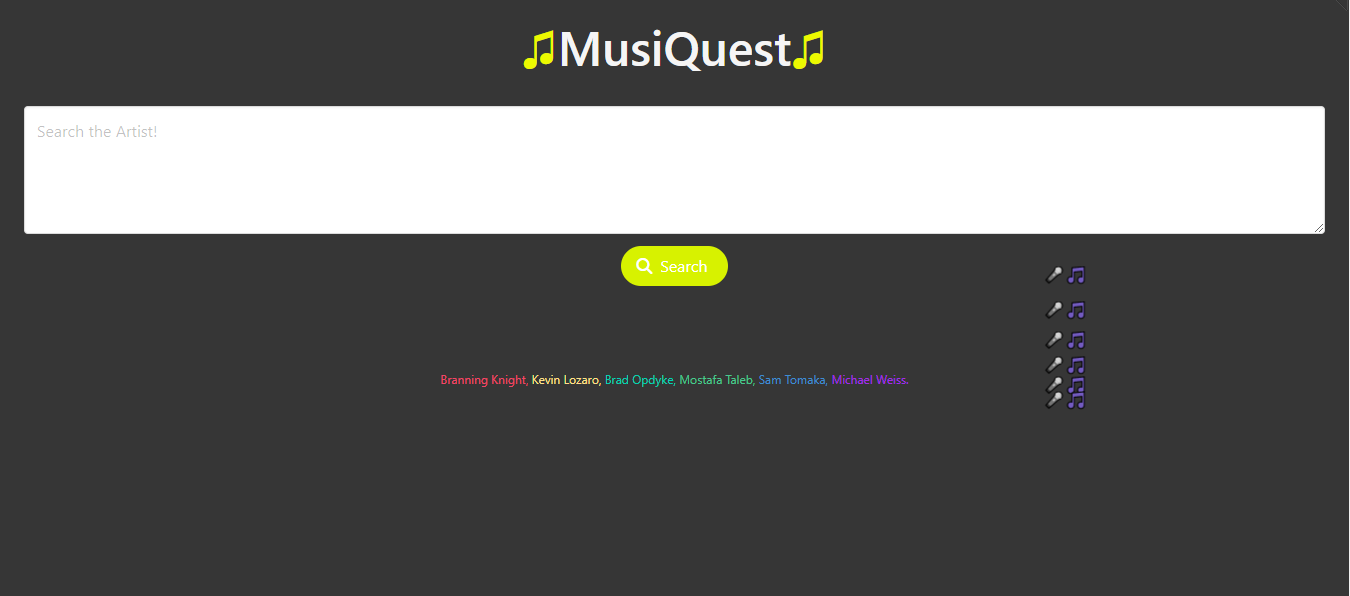 ♫MusiQuest♫
Search the Artist!
Search
Branning Knight, Kevin Lozaro, Brad Opdyke, Mostafa Taleb, Sam Tomaka, Michael Weiss.